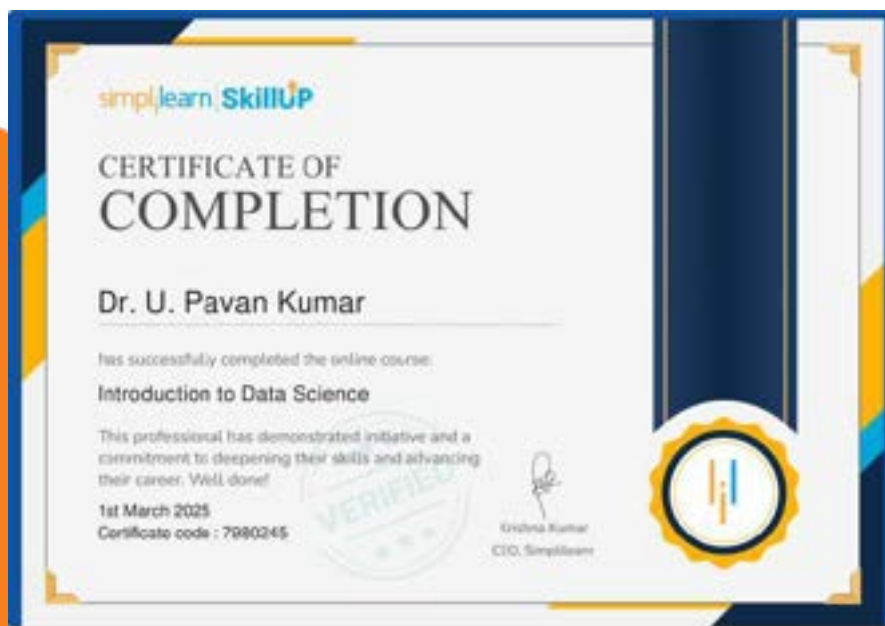 simplilearn | SkillUP
CERTIFICATE OF
COMPLETION
Dr. U. Pavan Kumar
has successfully completed the online course:
Introduction to Data Science
This professional has demonstrated initiative and a
commitment to deepening their skills and advancing
their career. Well done!
1st March 2025
Certificate code : 7980245
VERIFIED
Krishna Kumar
CEO, Simplilearn